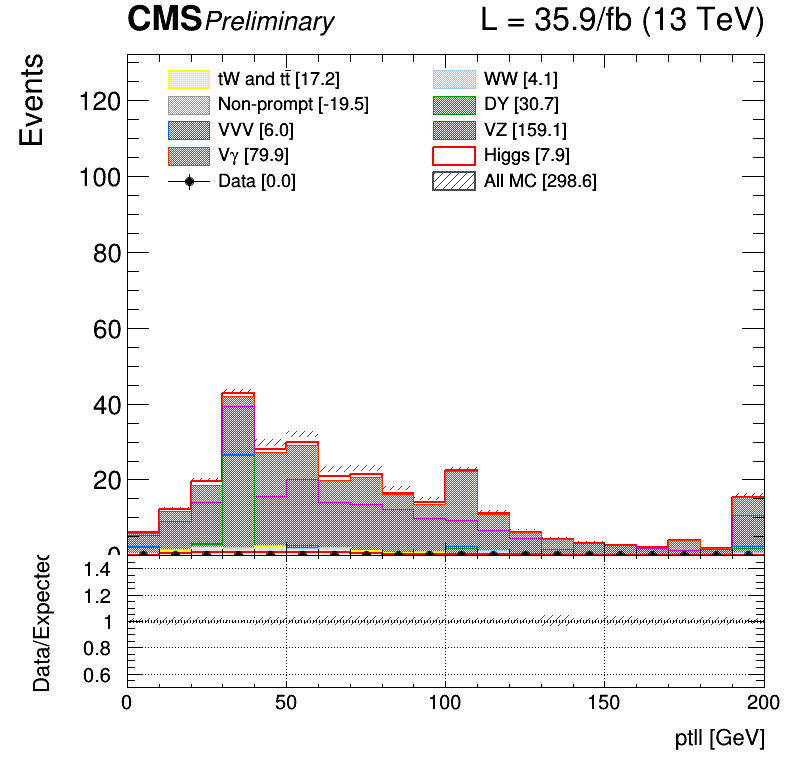 CMS Preliminary L = 35.9/fb (13 TeV)
Events
tW and tt̄ [17.2] WW [4.1]
Non-prompt [-19.5] DY [30.7]
VVV [6.0] VZ [159.1]
Vγ [79.9] Higgs [7.9]
Data [0.0] All MC [298.6]
120
100
80
60
40
20
0
Data/Expected
1.4
1.2
1
0.8
0.6
0 50 100 150 200
ptll [GeV]